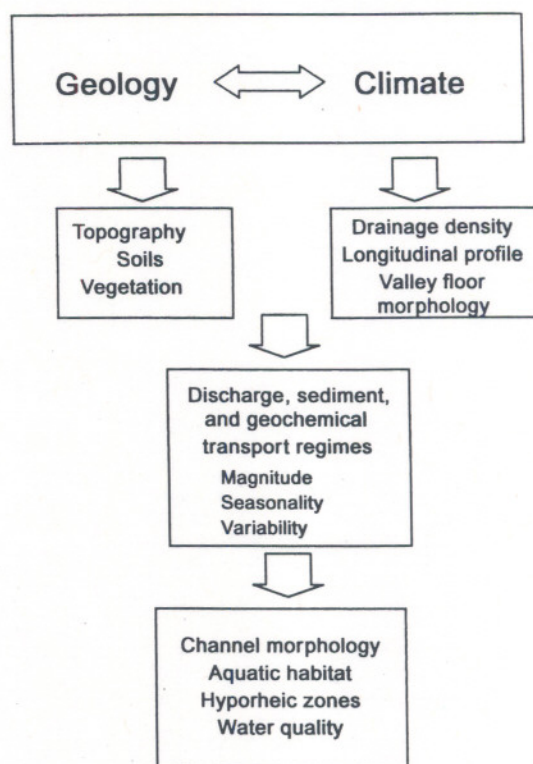 Geology Climate
Topography
Soils
Vegetation
Drainage density
Longitudinal profile
Valley floor
morphology
Discharge, sediment,
and geochemical
transport regimes
Magnitude
Seasonality
Variability
Channel morphology
Aquatic habitat
Hyporheic zones
Water quality